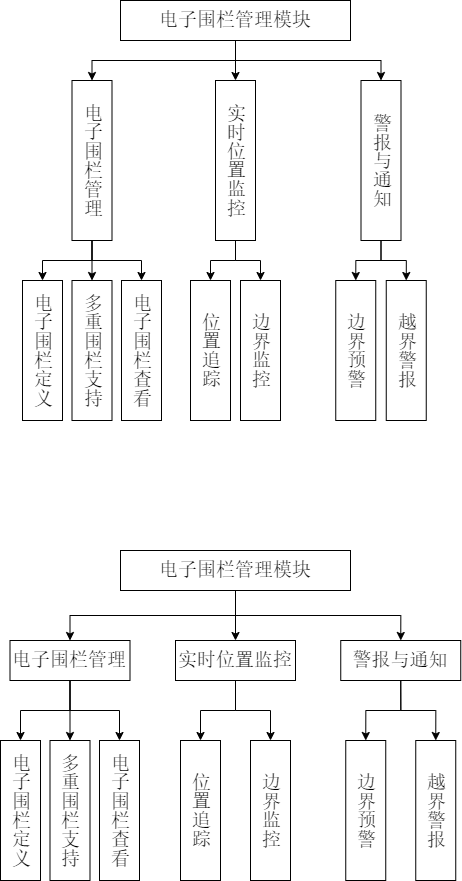 电子围栏管理模块
电子围栏管理
实时位置监控
警报与通知
电子围栏定义
多重围栏支持
电子围栏查看
位置追踪
边界监控
边界预警
越界警报
电子围栏管理模块
电子围栏管理
实时位置监控
警报与通知
电子围栏定义
多重围栏支持
电子围栏查看
位置追踪
边界监控
边界预警
越界警报